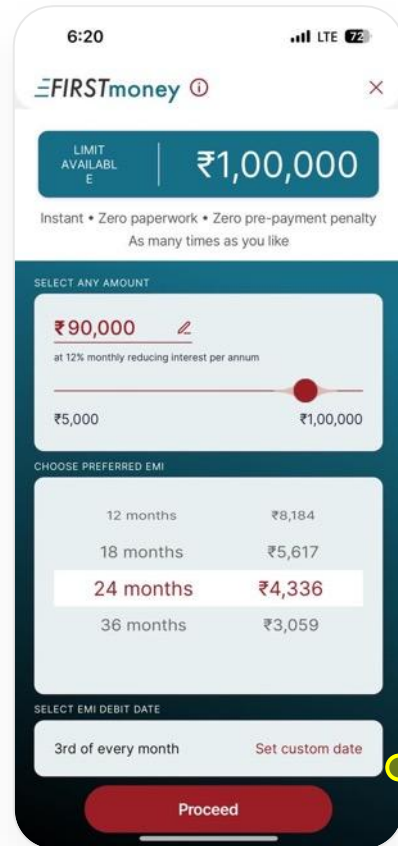 6:20 LTE 72
FIRSTmoney
LIMIT
AVAILABL
E
₹1,00,000
Instant • Zero paperwork • Zero pre-payment penalty
As many times as you like
SELECT ANY AMOUNT
₹90,000
at 12% monthly reducing interest per annum
₹5,000 ₹1,00,000
CHOOSE PREFERRED EMI
12 months ₹8,184
18 months ₹5,617
24 months ₹4,336
36 months ₹3,059
SELECT EMI DEBIT DATE
3rd of every month Set custom date
Proceed